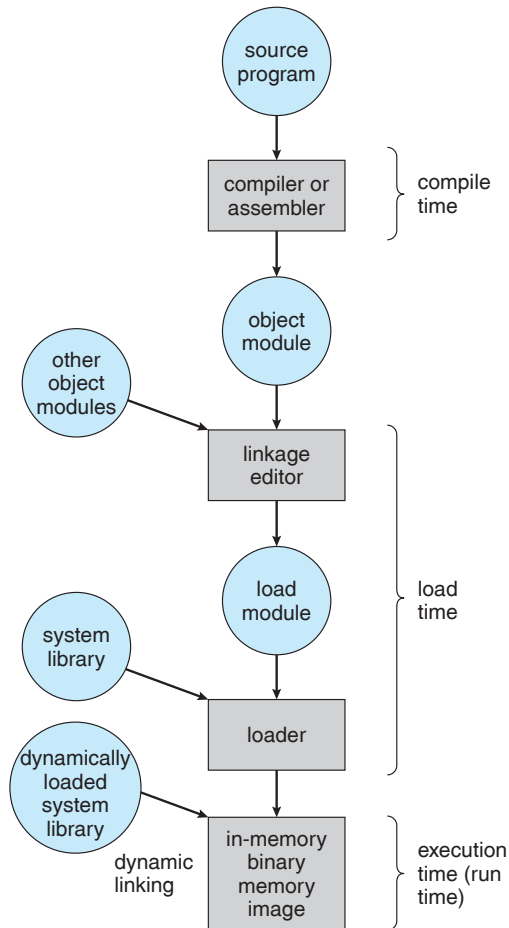 source
program
compiler or
assembler
compile
time
object
module
other
object
modules
linkage
editor
load
module
load
time
system
library
loader
dynamically
loaded
system
library
dynamic
linking
in-memory
binary
memory
image
execution
time (run
time)